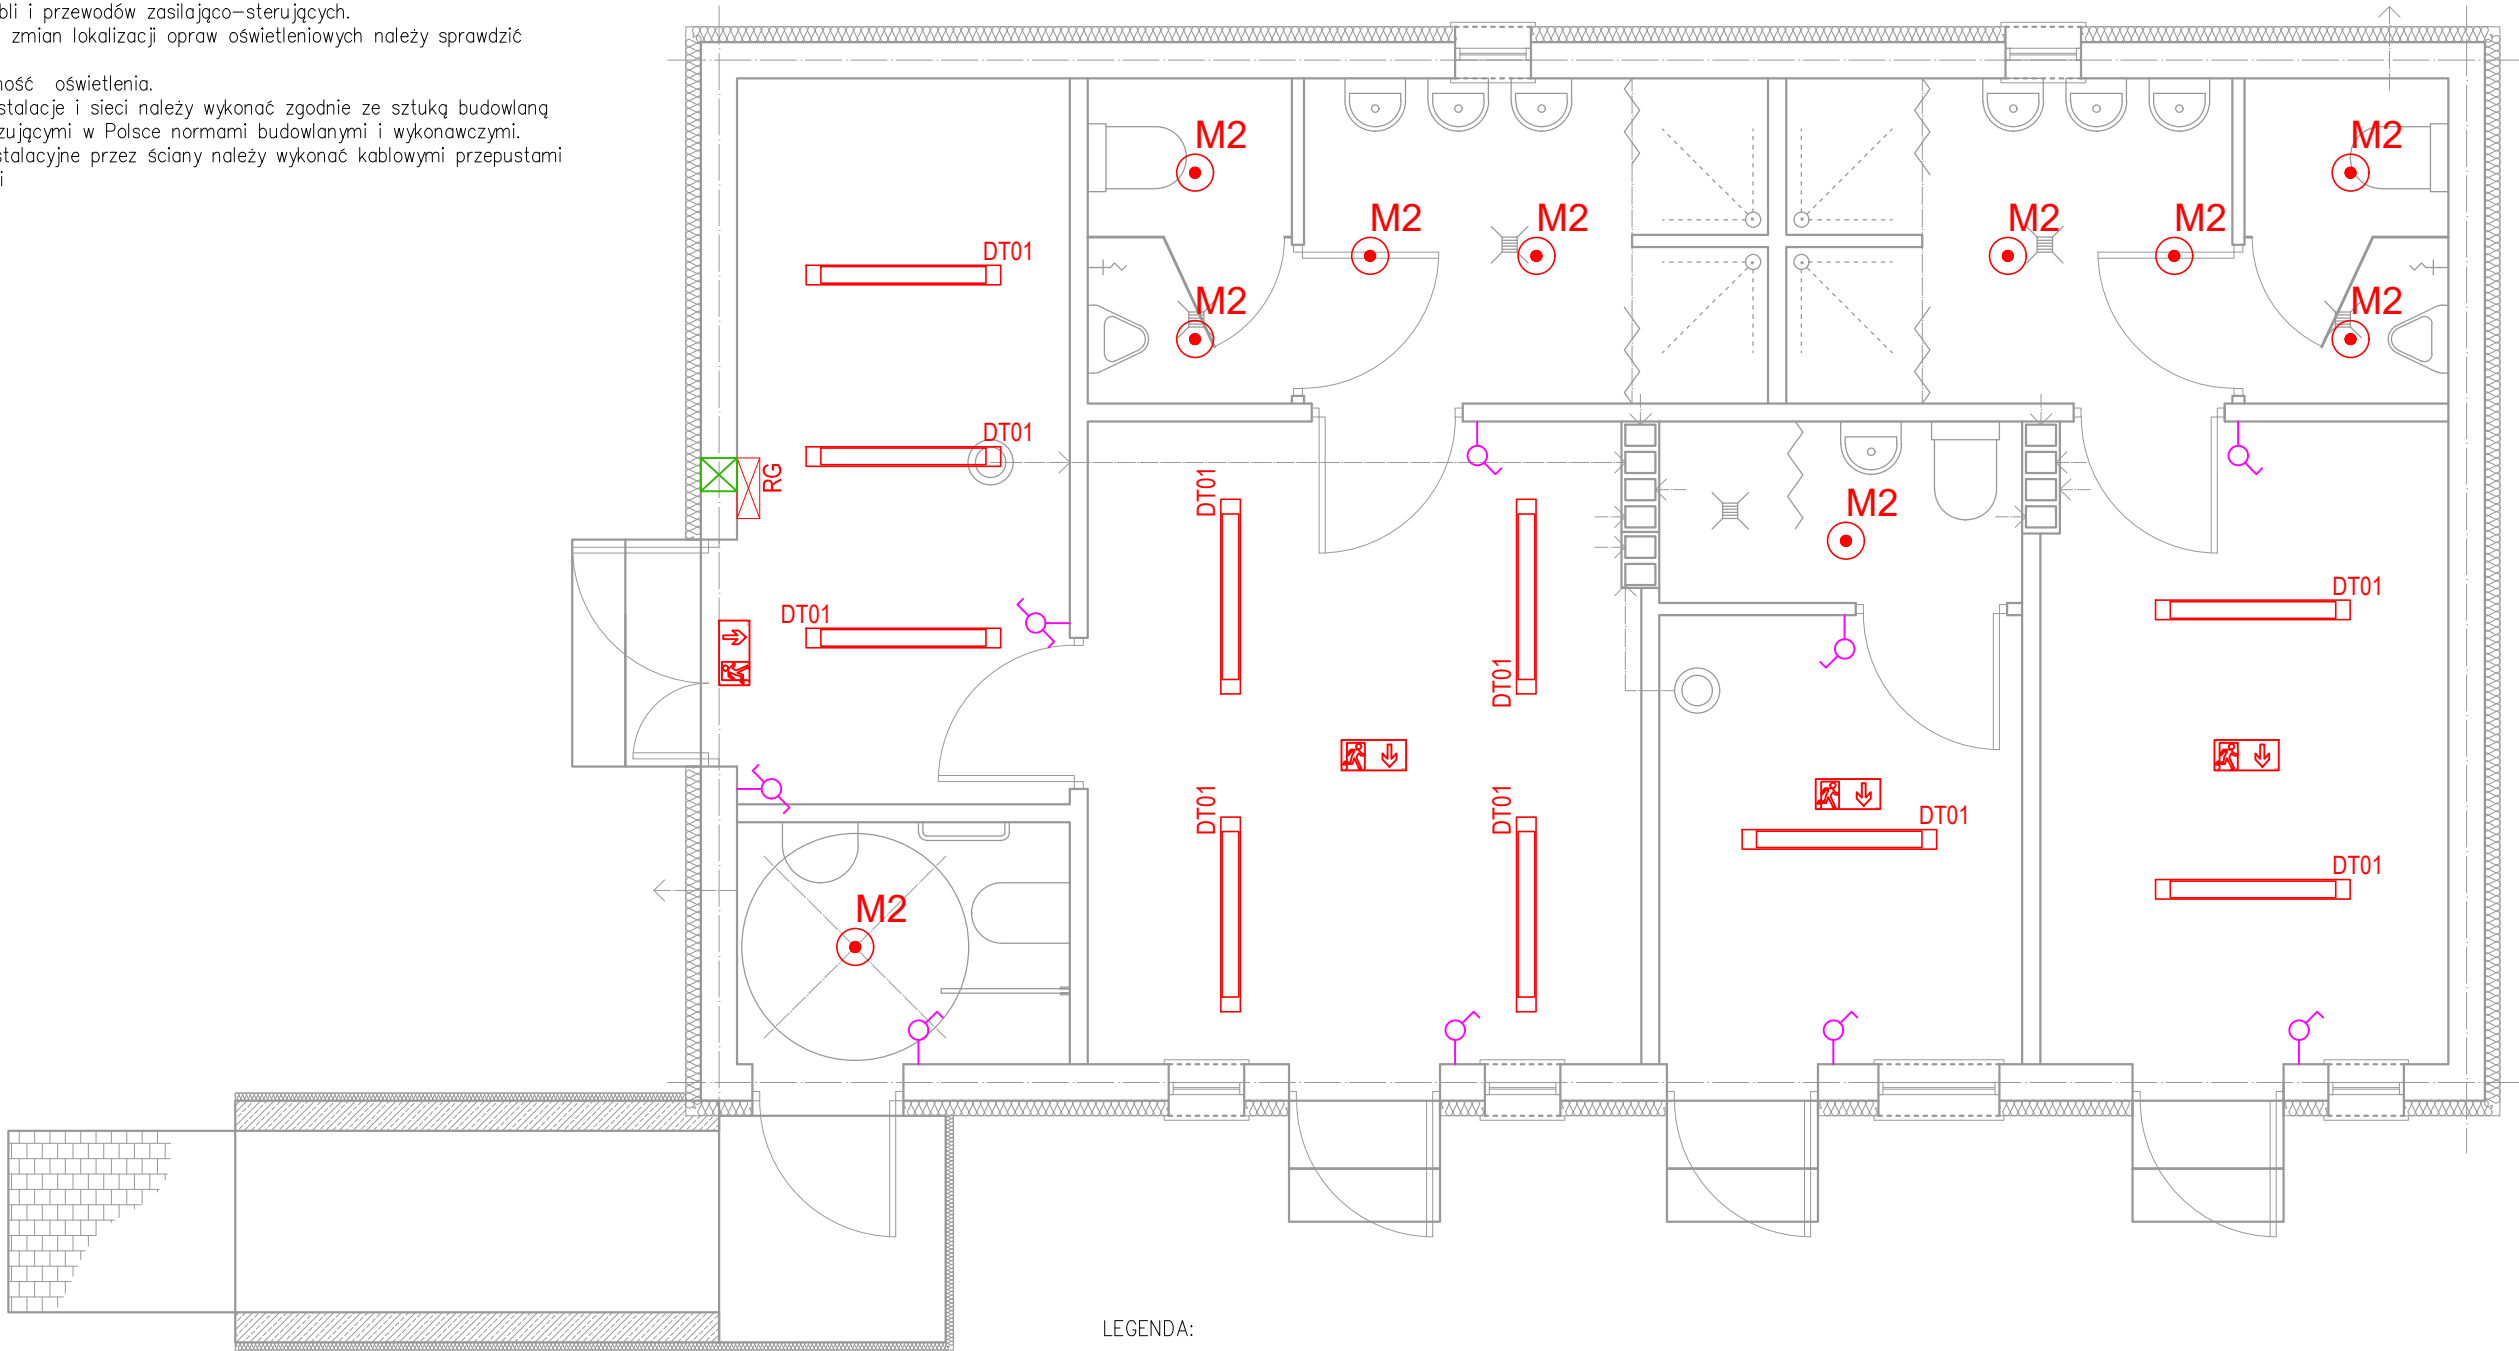 bli i przewodów zasilająco-sterujących.
zmian lokalizacji opraw oświetleniowych należy sprawdzić
ność oświetlenia.
stalacje i sieci należy wykonać zgodnie ze sztuką budowlaną
zującymi w Polsce normami budowlanymi i wykonawczymi.
stalacyjne przez ściany należy wykonać kablowymi przepustami
i
M2
M2
M2
M2
M2
M2
DT01
M2
M2
DT01
RG
DT01
DT01
M2
DT01
DT01
DT01
DT01
DT01
DT01
DT01
M2
LEGENDA: